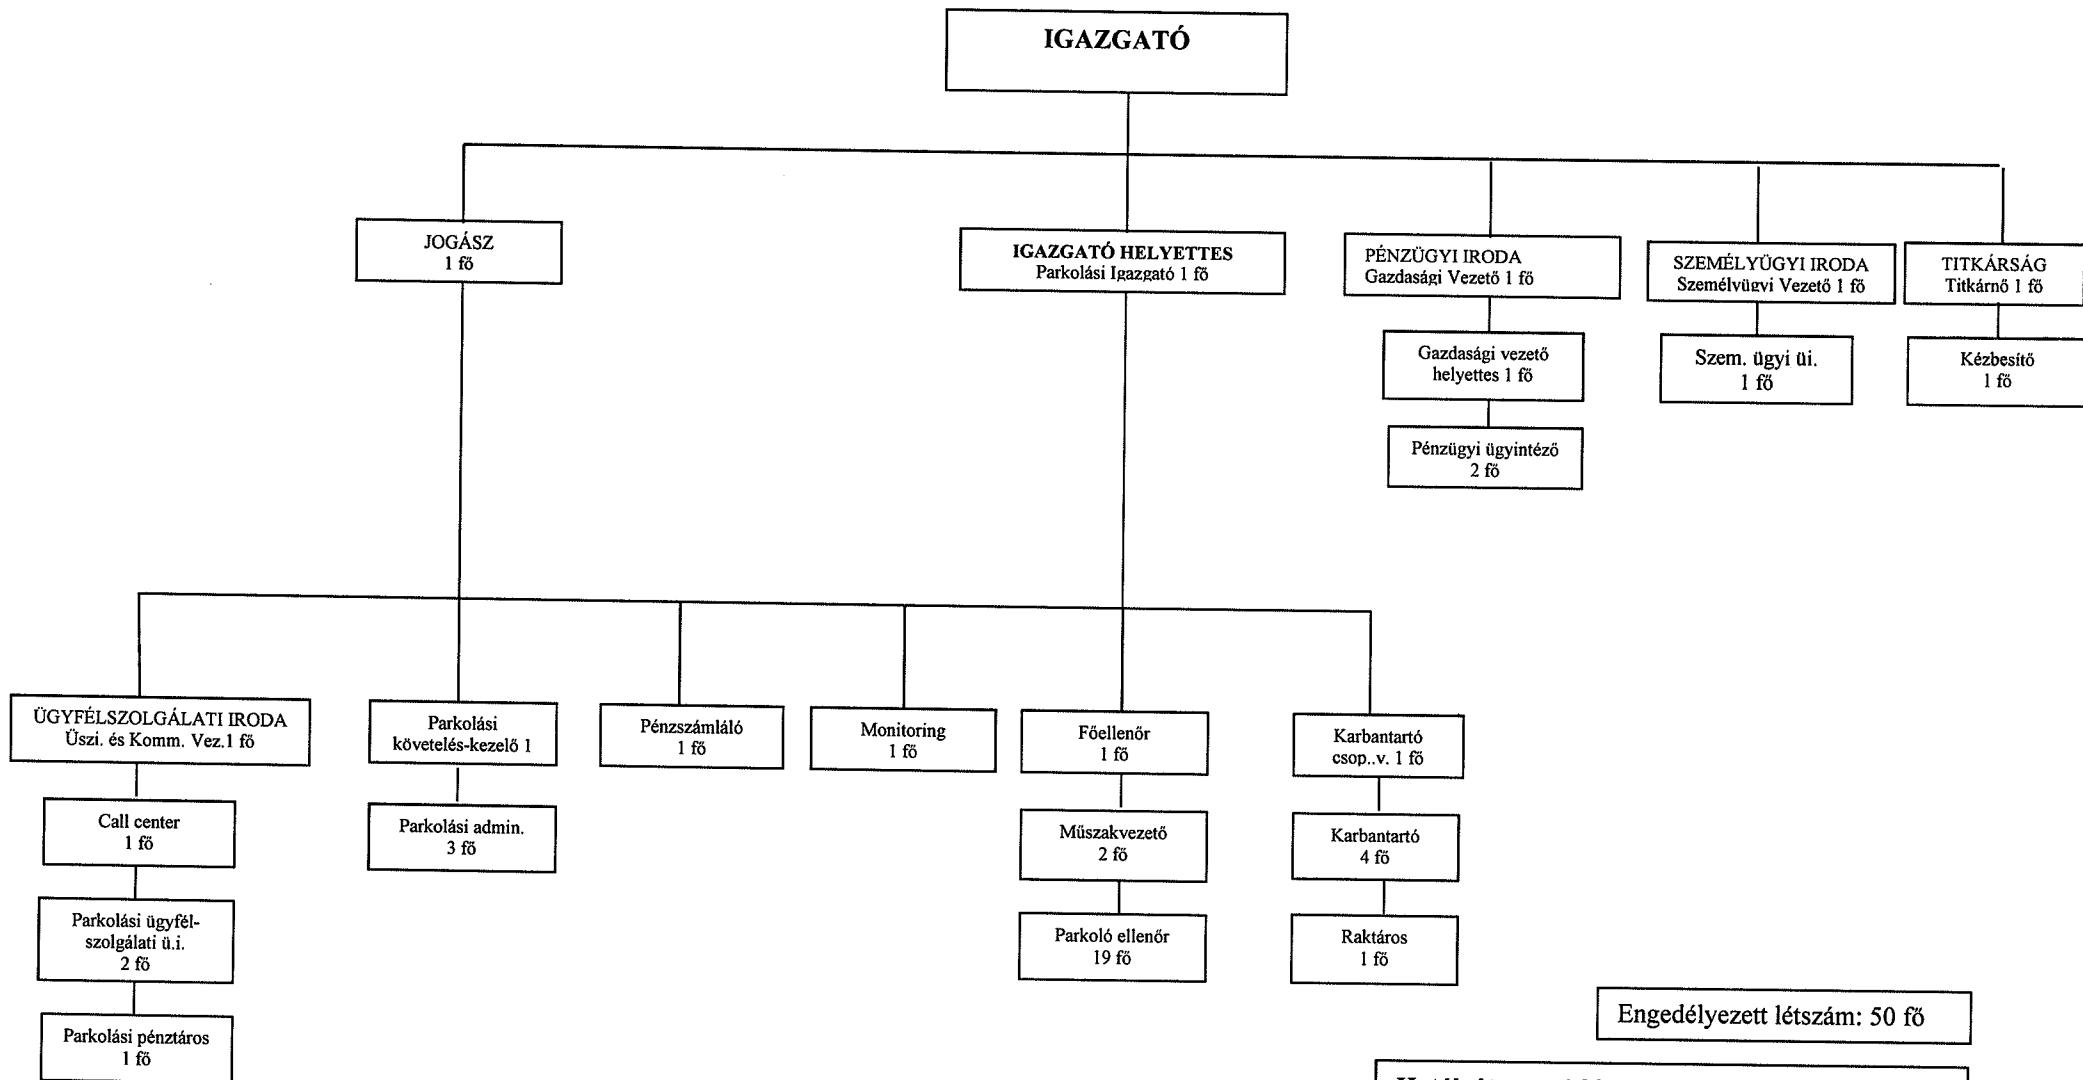 IGAZGATÓ
JOGÁSZ
1 fő
IGAZGATÓ HELYETTES
Parkolási Igazgató 1 fő
PÉNZÜGYI IRODA
Gazdasági Vezető 1 fő
SZEMÉLYÜGYI IRODA
Személyügyi Vezető 1 fő
TITKÁRSÁG
Titkárnő 1 fő
Gazdasági vezető
helyettes 1 fő
Szem. ügyi üi.
1 fő
Kézbesítő
1 fő
Pénzügyi ügyintéző
2 fő
ÜGYFÉLSZOLGÁLATI IRODA
Üszi. és Komm. Vez.1 fő
Parkolási
követelés-kezelő 1
Pénzszámláló
1 fő
Monitoring
1 fő
Főellenőr
1 fő
Karbantartó
csop..v. 1 fő
Call center
1 fő
Parkolási admin.
3 fő
Műszakvezető
2 fő
Karbantartó
4 fő
Parkolási ügyfél-
szolgálati ü.i.
2 fő
Parkoló ellenőr
19 fő
Raktáros
1 fő
Parkolási pénztáros
1 fő
Engedélyezett létszám: 50 fő